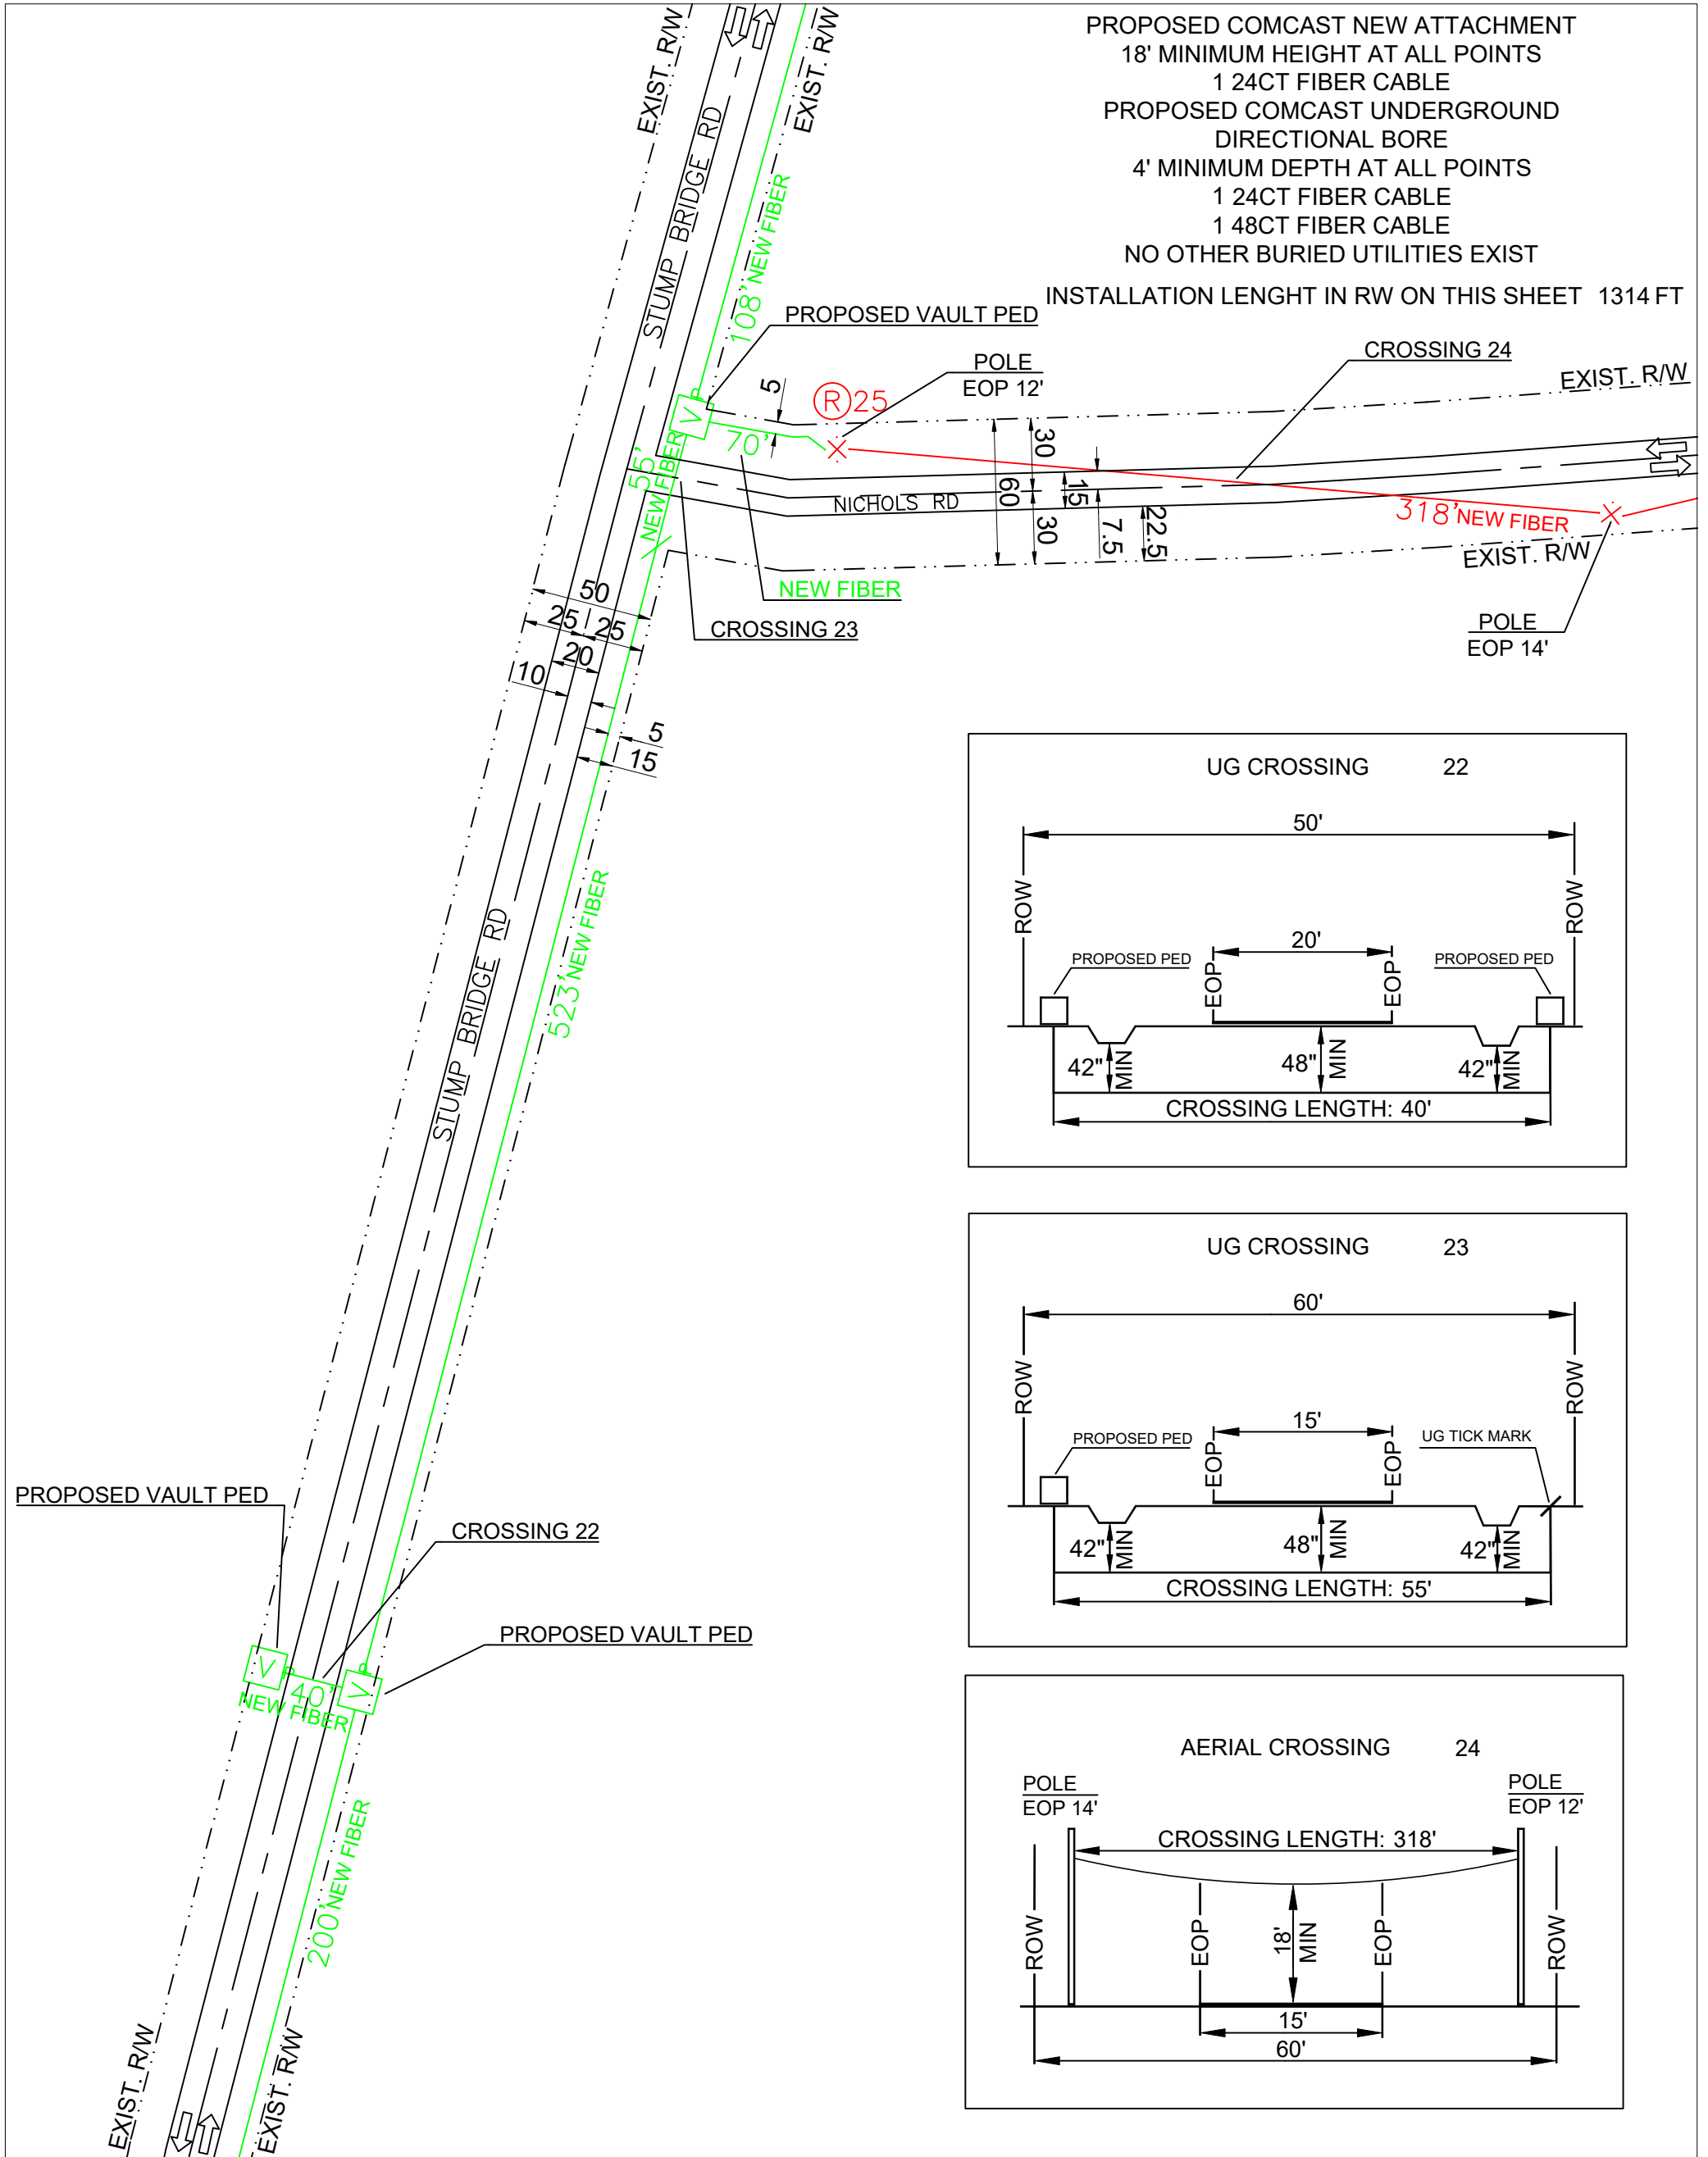 PROPOSED COMCAST NEW ATTACHMENT
18' MINIMUM HEIGHT AT ALL POINTS
1 24CT FIBER CABLE
PROPOSED COMCAST UNDERGROUND
DIRECTIONAL BORE
4' MINIMUM DEPTH AT ALL POINTS
1 24CT FIBER CABLE
1 48CT FIBER CABLE
NO OTHER BURIED UTILITIES EXIST
INSTALLATION LENGHT IN RW ON THIS SHEET 1314 FT
EXIST. R/W
EXIST. R/W
STUMP BRIDGE RD
108' NEW FIBER
PROPOSED VAULT PED
POLE
EOP 12'
CROSSING 24
EXIST. R/W
5
R 25
V
P
70'
55'
NEW FIBER
30
60
15
30
7.5
22.5
NICHOLS RD
318' NEW FIBER
EXIST. R/W
NEW FIBER
CROSSING 23
POLE
EOP 14'
50
25
25
20
10
5
15
523' NEW FIBER
STUMP BRIDGE RD
PROPOSED VAULT PED
CROSSING 22
PROPOSED VAULT PED
V
P
40'
NEW FIBER
V
P
200' NEW FIBER
EXIST. R/W
EXIST. R/W
UG CROSSING 22
50'
ROW
ROW
20'
PROPOSED PED
PROPOSED PED
EOP
EOP
42" MIN
48" MIN
42" MIN
CROSSING LENGTH: 40'
UG CROSSING 23
60'
ROW
ROW
15'
PROPOSED PED
UG TICK MARK
EOP
EOP
42" MIN
48" MIN
42" MIN
CROSSING LENGTH: 55'
AERIAL CROSSING 24
POLE
EOP 14'
POLE
EOP 12'
CROSSING LENGTH: 318'
ROW
EOP
18' MIN
EOP
ROW
15'
60'